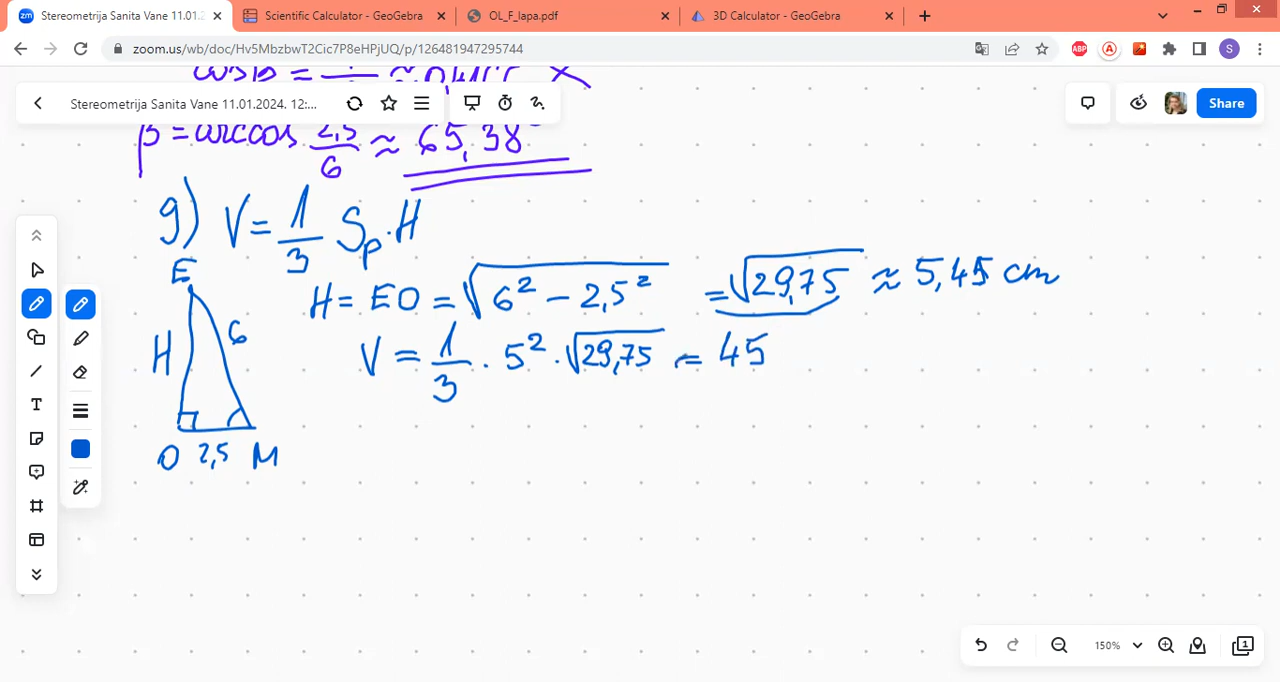 Stereometrija Sanita Vane 11.01.2
Scientific Calculator - GeoGebra
OL_F_lapa.pdf
3D Calculator - GeoGebra
zoom.us/wb/doc/Hv5MbzbwT2Cic7P8eHPjUQ/p/126481947295744
ABP
S
Stereometrija Sanita Vane 11.01.2024. 12:...
Share
β = arccos 2,5/6 ≈ 65,38°
g) V = 1/3 Sp · H
E
H = EO = √6² − 2,5² = √29,75 ≈ 5,45 cm
H
6
V = 1/3 · 5² · √29,75 = 45
O 2,5 M
T
150%
1